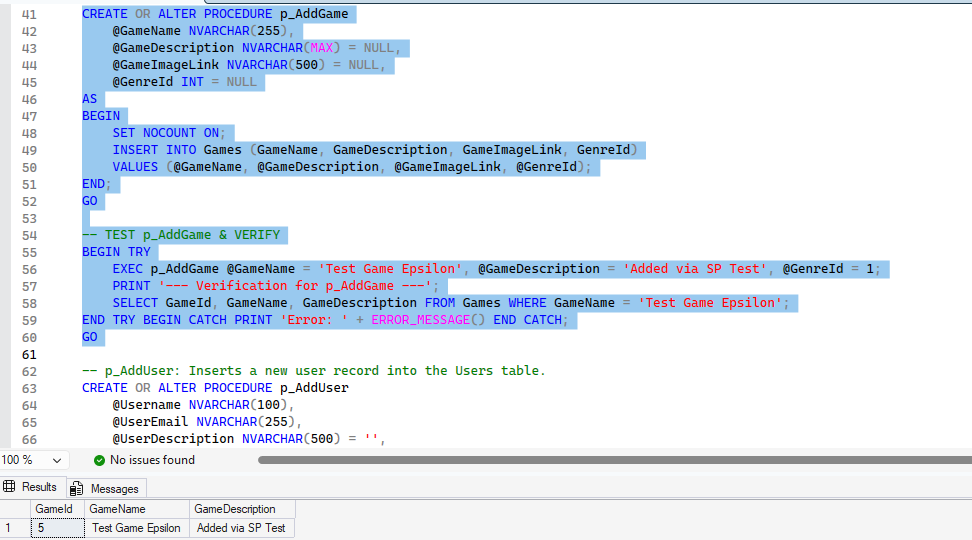 41 CREATE OR ALTER PROCEDURE p_AddGame
42 @GameName NVARCHAR(255),
43 @GameDescription NVARCHAR(MAX) = NULL,
44 @GameImageLink NVARCHAR(500) = NULL,
45 @GenreId INT = NULL
46 AS
47 BEGIN
48 SET NOCOUNT ON;
49 INSERT INTO Games (GameName, GameDescription, GameImageLink, GenreId)
50 VALUES (@GameName, @GameDescription, @GameImageLink, @GenreId);
51 END;
52 GO
53
54 -- TEST p_AddGame & VERIFY
55 BEGIN TRY
56 EXEC p_AddGame @GameName = 'Test Game Epsilon', @GameDescription = 'Added via SP Test', @GenreId = 1;
57 PRINT '--- Verification for p_AddGame ---';
58 SELECT GameId, GameName, GameDescription FROM Games WHERE GameName = 'Test Game Epsilon';
59 END TRY BEGIN CATCH PRINT 'Error: ' + ERROR_MESSAGE() END CATCH;
60 GO
61
62 -- p_AddUser: Inserts a new user record into the Users table.
63 CREATE OR ALTER PROCEDURE p_AddUser
64 @Username NVARCHAR(100),
65 @UserEmail NVARCHAR(255),
66 @UserDescription NVARCHAR(500) = '',
100 % No issues found
Results Messages
GameId GameName GameDescription
1 5 Test Game Epsilon Added via SP Test